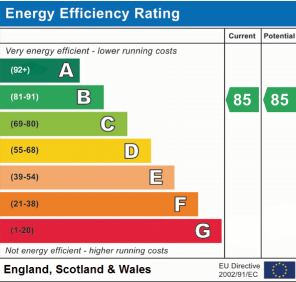 Energy Efficiency Rating
Current Potential
Very energy efficient - lower running costs
(92+) A
(81-91) B 85 85
(69-80) C
(55-68) D
(39-54) E
(21-38) F
(1-20) G
Not energy efficient - higher running costs
England, Scotland & Wales
EU Directive
2002/91/EC